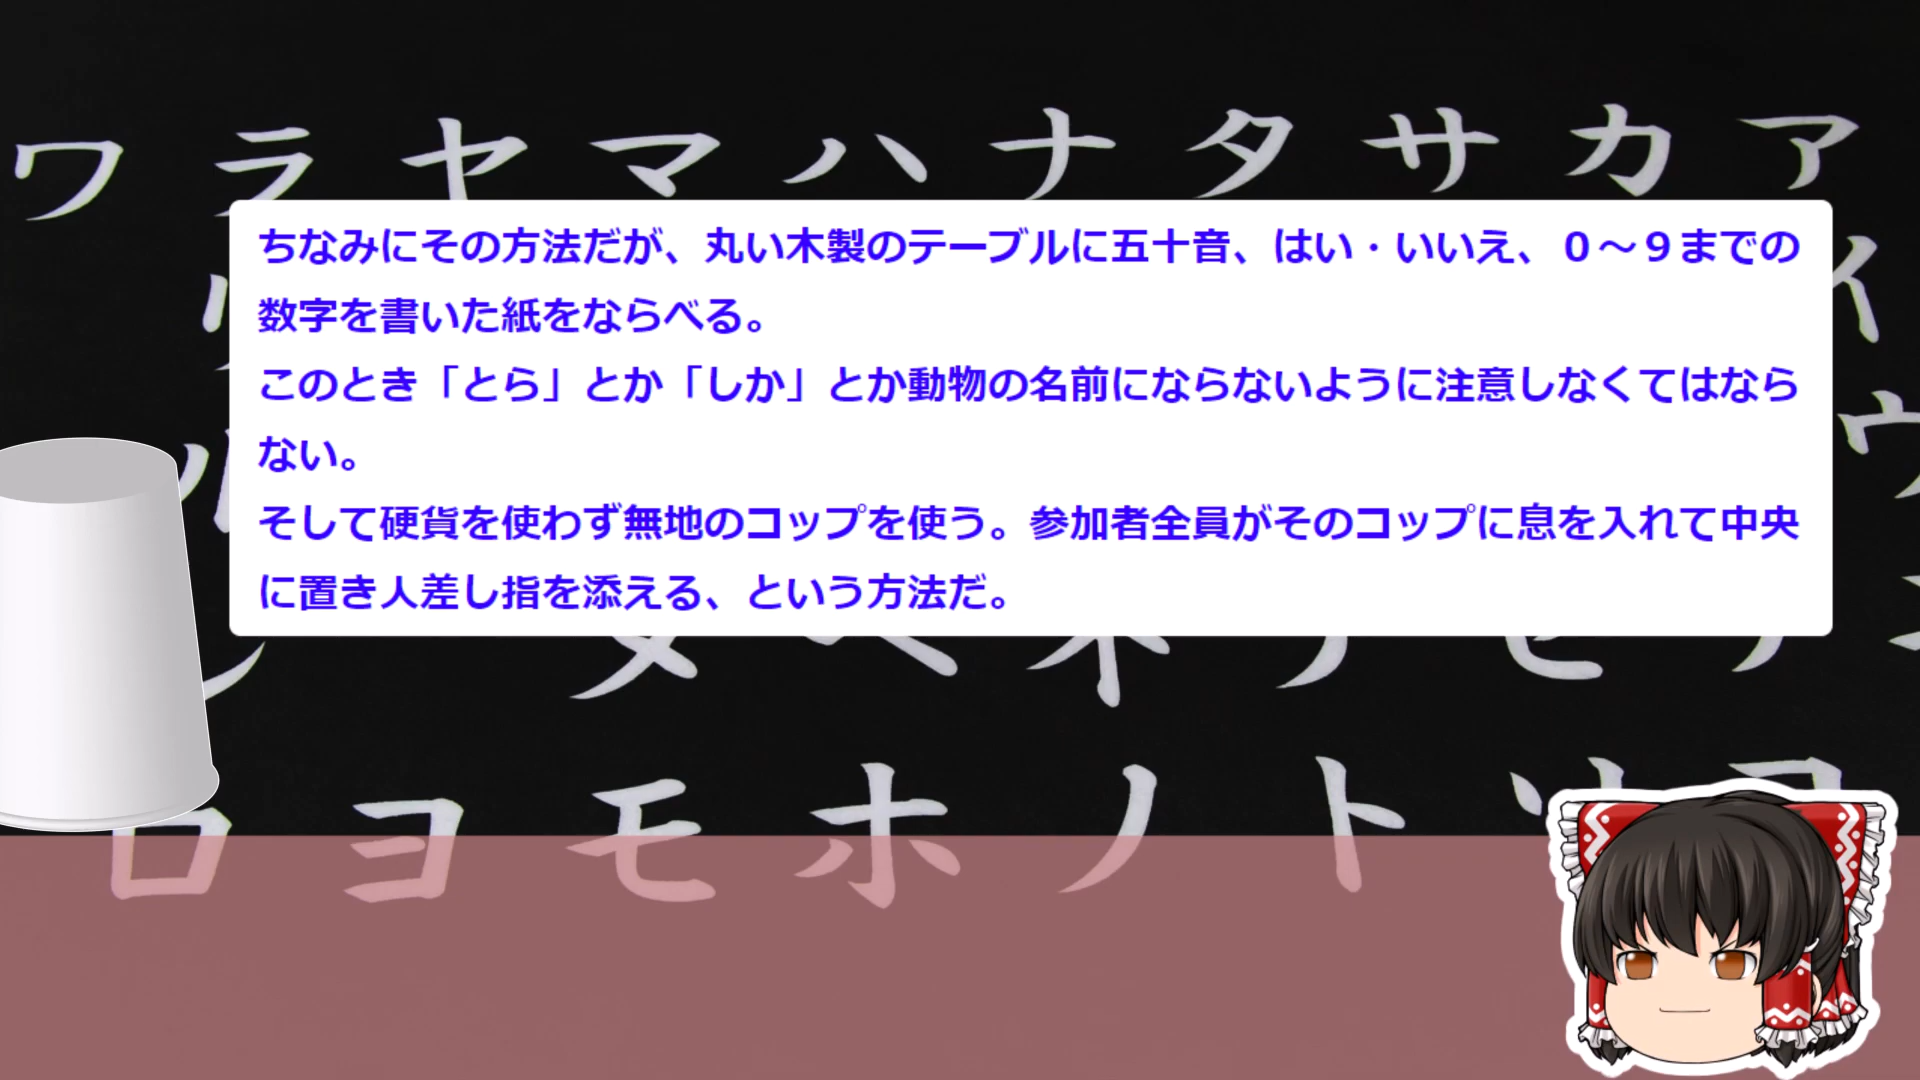 ワ ラ ヤ マ ハ ナ タ サ カ ア
イ
ちなみにその方法だが、丸い木製のテーブルに五十音、はい・いいえ、０～９までの
数字を書いた紙をならべる。
このとき「とら」とか「しか」とか動物の名前にならないように注意しなくてはなら
ない。
そして硬貨を使わず無地のコップを使う。参加者全員がそのコップに息を入れて中央
に置き人差し指を添える、という方法だ。
ロ ヨ モ ホ ノ ト